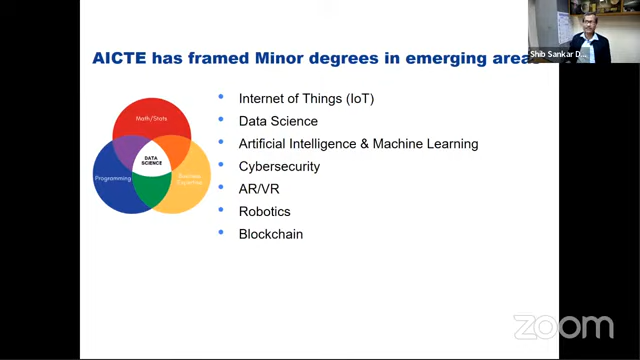 Shib Sankar D...
AICTE has framed Minor degrees in emerging areas
Math/Stats
DATA
SCIENCE
Programming
Business
Expertise
• Internet of Things (IoT)
• Data Science
• Artificial Intelligence & Machine Learning
• Cybersecurity
• AR/VR
• Robotics
• Blockchain
zoom